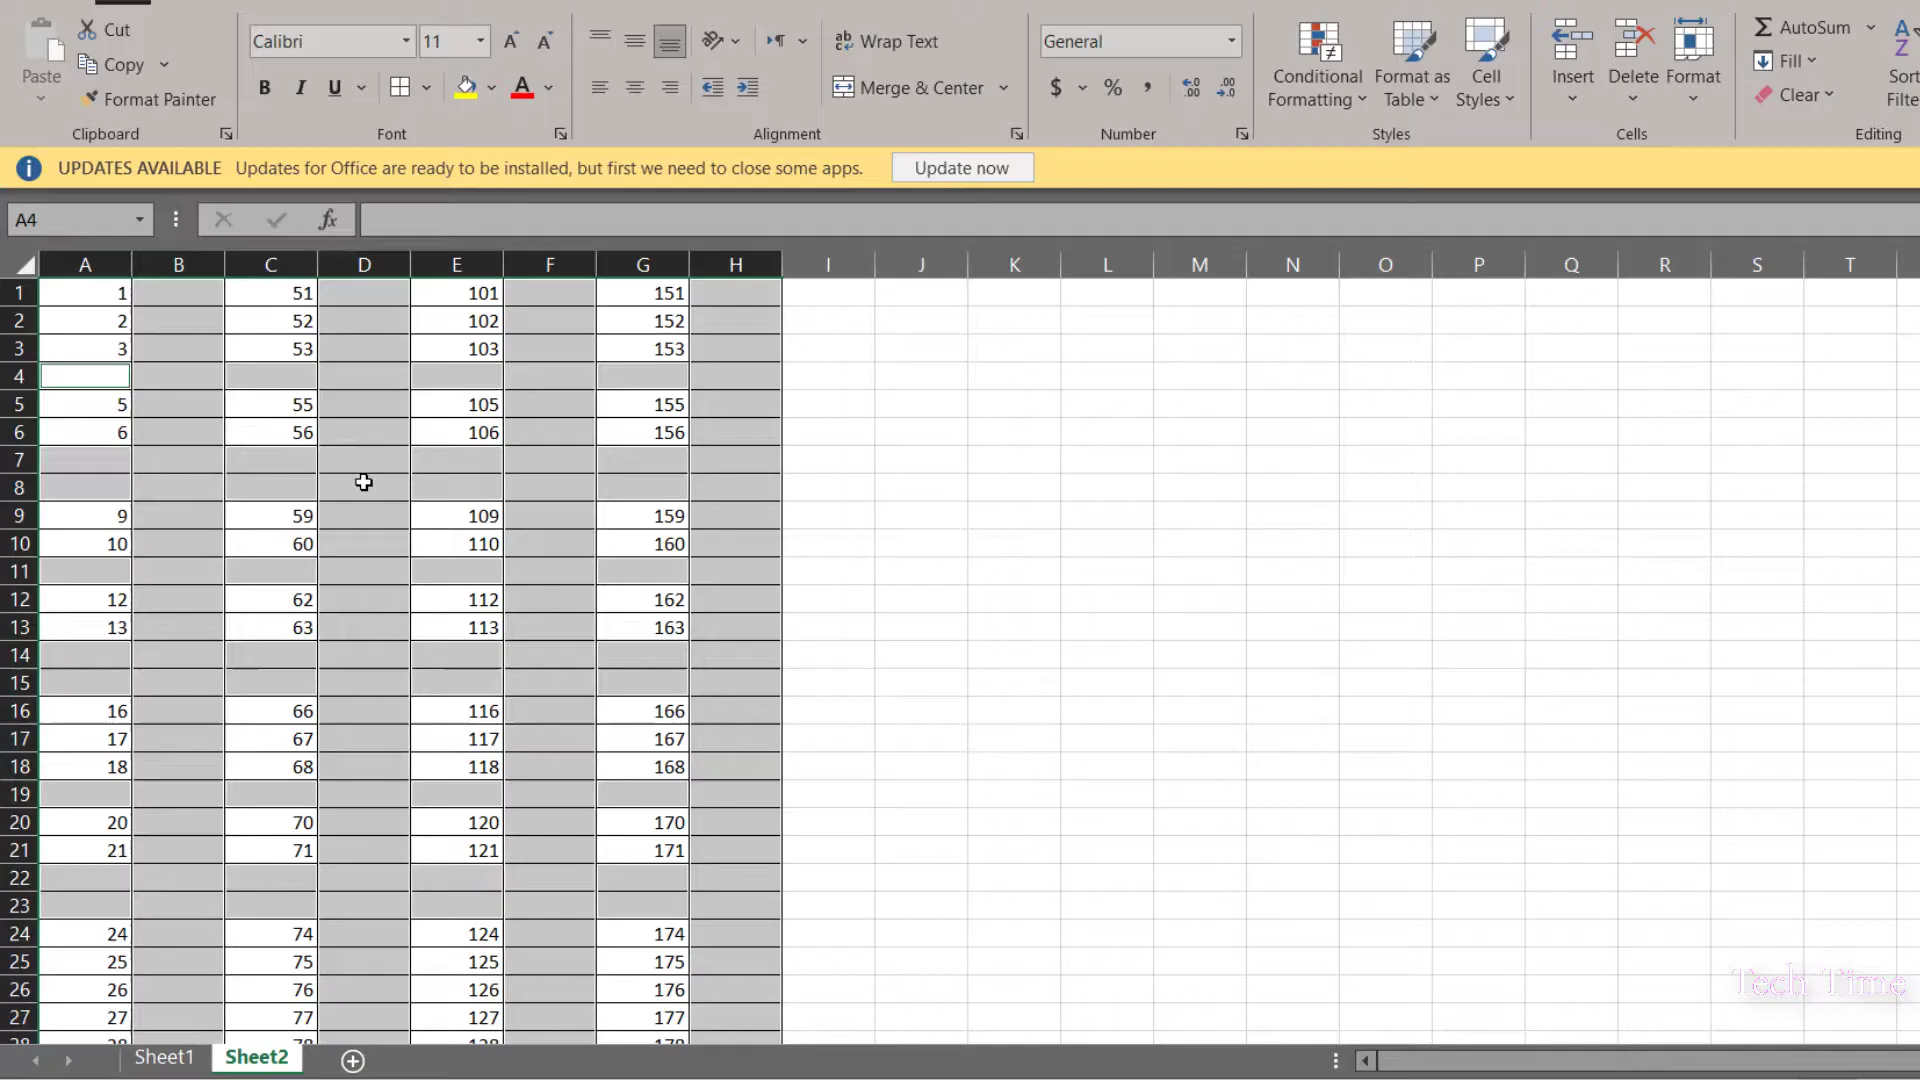 Cut
Copy
Format Painter
Paste
Clipboard
Calibri
11
B I U
Font
Wrap Text
Merge & Center
Alignment
General
$ % ,
Number
Conditional Formatting
Format as Table
Cell Styles
Styles
Insert
Delete
Format
Cells
AutoSum
Fill
Clear
Editing
UPDATES AVAILABLE Updates for Office are ready to be installed, but first we need to close some apps. Update now
A4 fx
A B C D E F G H I J K L M N O P Q R S T
1 1 51 101 151
2 2 52 102 152
3 3 53 103 153
4
5 5 55 105 155
6 6 56 106 156
7
8
9 9 59 109 159
10 10 60 110 160
11
12 12 62 112 162
13 13 63 113 163
14
15
16 16 66 116 166
17 17 67 117 167
18 18 68 118 168
19
20 20 70 120 170
21 21 71 121 171
22
23
24 24 74 124 174
25 25 75 125 175
26 26 76 126 176
27 27 77 127 177
Tech Time
Sheet1 Sheet2